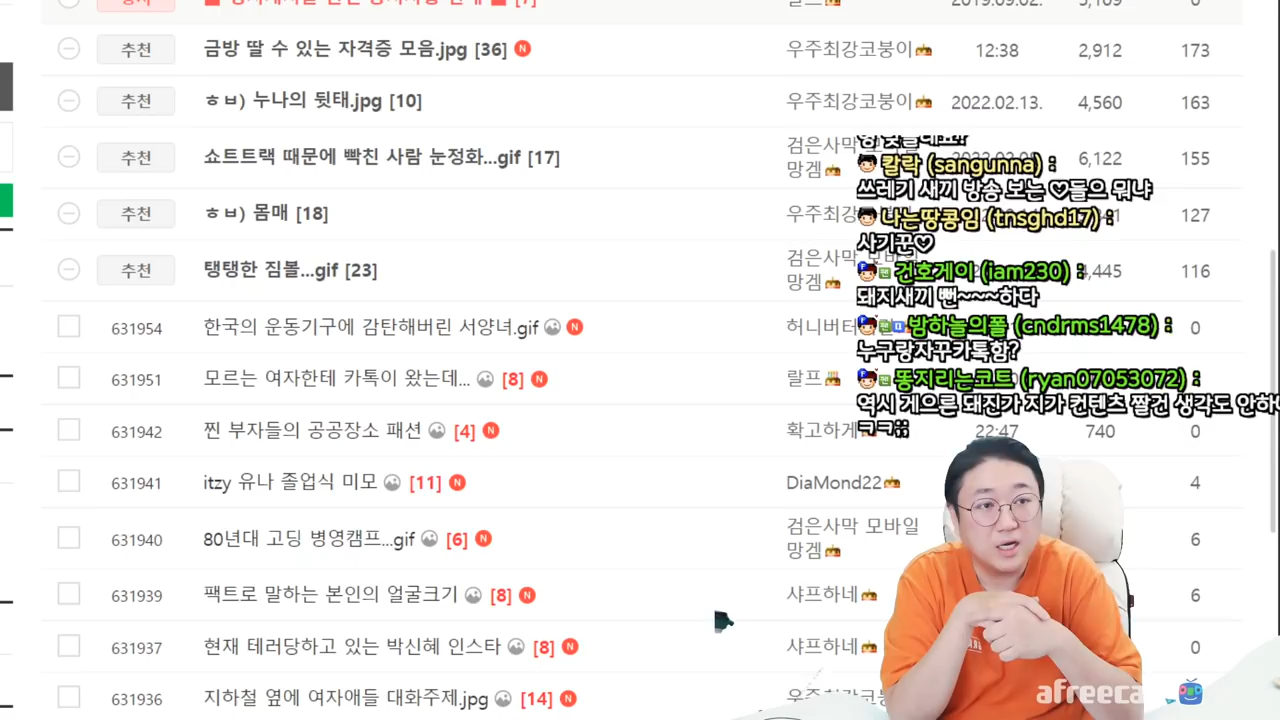 [7]
2019.09.02.
추천
금방 딸 수 있는 자격증 모음.jpg [36] N
우주최강코붕이
12:38
2,912
173
추천
ㅎㅂ) 누나의 뒷태.jpg [10]
우주최강코붕이
2022.02.13.
4,560
163
추천
쇼트트랙 때문에 빡친 사람 눈정화...gif [17]
검은사막 모바일
망겜
6,122
155
추천
ㅎㅂ) 몸매 [18]
127
추천
탱탱한 짐볼...gif [23]
검은사막 모바일
망겜
116
631954
한국의 운동기구에 감탄해버린 서양녀.gif N
0
631951
모르는 여자한테 카톡이 왔는데... [8] N
랄프
631942
찐 부자들의 공공장소 패션 [4] N
확고하게
22:47
740
0
631941
itzy 유나 졸업식 미모 [11] N
DiaMond22
4
631940
80년대 고딩 병영캠프...gif [6] N
검은사막 모바일
망겜
6
631939
팩트로 말하는 본인의 얼굴크기 [8] N
샤프하네
6
631937
현재 테러당하고 있는 박신혜 인스타 [8] N
샤프하네
0
631936
지하철 옆에 여자애들 대화주제.jpg [14] N
칼락 (sangunna) :
쓰레기 새끼 방송 보는 ♡들으 뭐냐
나는땅콩임 (tnsghd17) :
사기꾼♡
건호게이 (iam230) :
돼지새끼 뻔~~~하다
밤하늘의폴 (cndrms1478) :
누구랑자꾸카톡함?
똥지리는코트 (ryan07053072) :
역시 게으른 돼진가 지가 컨텐츠 짤건 생각도 안하
ㅋㅋ;;
afreeca